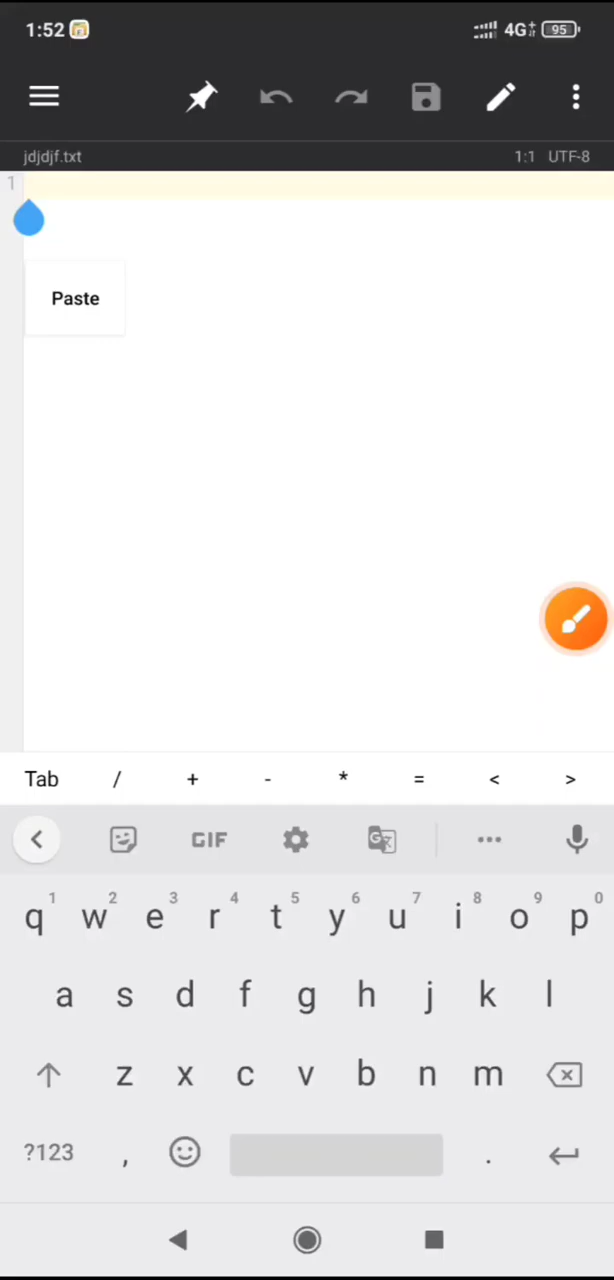 1:52 4G 95
jdjdjf.txt 1:1 UTF-8
1
Paste
Tab / + - * = < >
GIF
1 2 3 4 5 6 7 8 9 0
q w e r t y u i o p
a s d f g h j k l
z x c v b n m
?123 , .